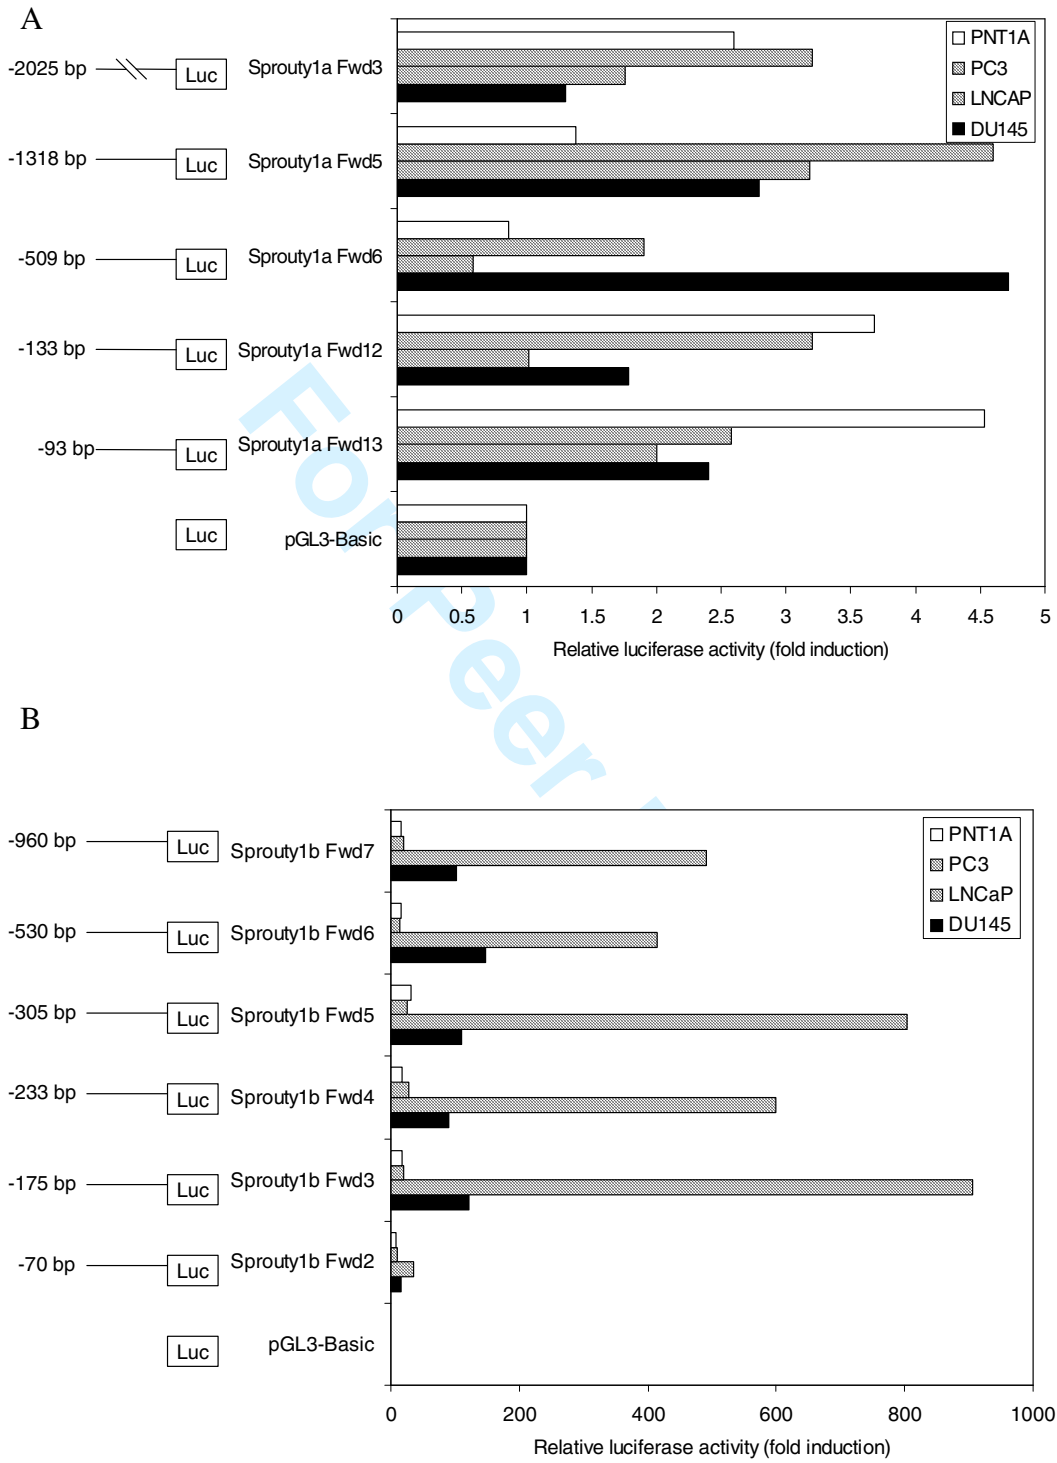 A
PNT1A
PC3
LNCAP
DU145
-2025 bp Luc Sprouty1a Fwd3
-1318 bp Luc Sprouty1a Fwd5
-509 bp Luc Sprouty1a Fwd6
-133 bp Luc Sprouty1a Fwd12
-93 bp Luc Sprouty1a Fwd13
Luc pGL3-Basic
0 0.5 1 1.5 2 2.5 3 3.5 4 4.5 5
Relative luciferase activity (fold induction)
For Peer
B
PNT1A
PC3
LNCaP
DU145
-960 bp Luc Sprouty1b Fwd7
-530 bp Luc Sprouty1b Fwd6
-305 bp Luc Sprouty1b Fwd5
-233 bp Luc Sprouty1b Fwd4
-175 bp Luc Sprouty1b Fwd3
-70 bp Luc Sprouty1b Fwd2
Luc pGL3-Basic
0 200 400 600 800 1000
Relative luciferase activity (fold induction)